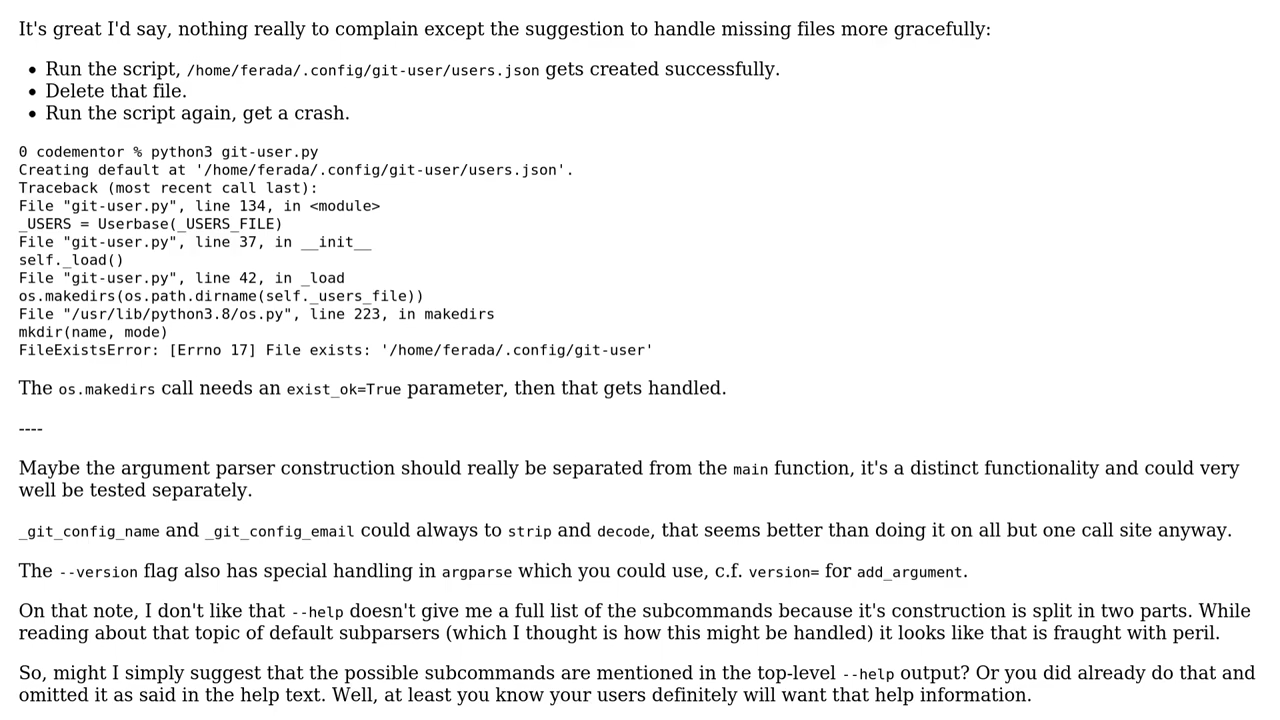 It's great I'd say, nothing really to complain except the suggestion to handle missing files more gracefully:
• Run the script, /home/ferada/.config/git-user/users.json gets created successfully.
• Delete that file.
• Run the script again, get a crash.
0 codementor % python3 git-user.py
Creating default at '/home/ferada/.config/git-user/users.json'.
Traceback (most recent call last):
File "git-user.py", line 134, in <module>
_USERS = Userbase(_USERS_FILE)
File "git-user.py", line 37, in __init__
self._load()
File "git-user.py", line 42, in _load
os.makedirs(os.path.dirname(self._users_file))
File "/usr/lib/python3.8/os.py", line 223, in makedirs
mkdir(name, mode)
FileExistsError: [Errno 17] File exists: '/home/ferada/.config/git-user'
The os.makedirs call needs an exist_ok=True parameter, then that gets handled.
----
Maybe the argument parser construction should really be separated from the main function, it's a distinct functionality and could very
well be tested separately.
_git_config_name and _git_config_email could always to strip and decode, that seems better than doing it on all but one call site anyway.
The --version flag also has special handling in argparse which you could use, c.f. version= for add_argument.
On that note, I don't like that --help doesn't give me a full list of the subcommands because it's construction is split in two parts. While
reading about that topic of default subparsers (which I thought is how this might be handled) it looks like that is fraught with peril.
So, might I simply suggest that the possible subcommands are mentioned in the top-level --help output? Or you did already do that and
omitted it as said in the help text. Well, at least you know your users definitely will want that help information.